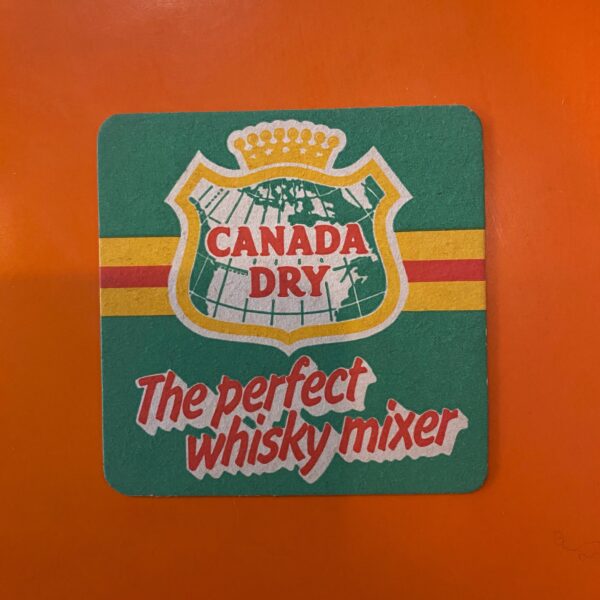 CANADA
DRY
The perfect
whisky mixer